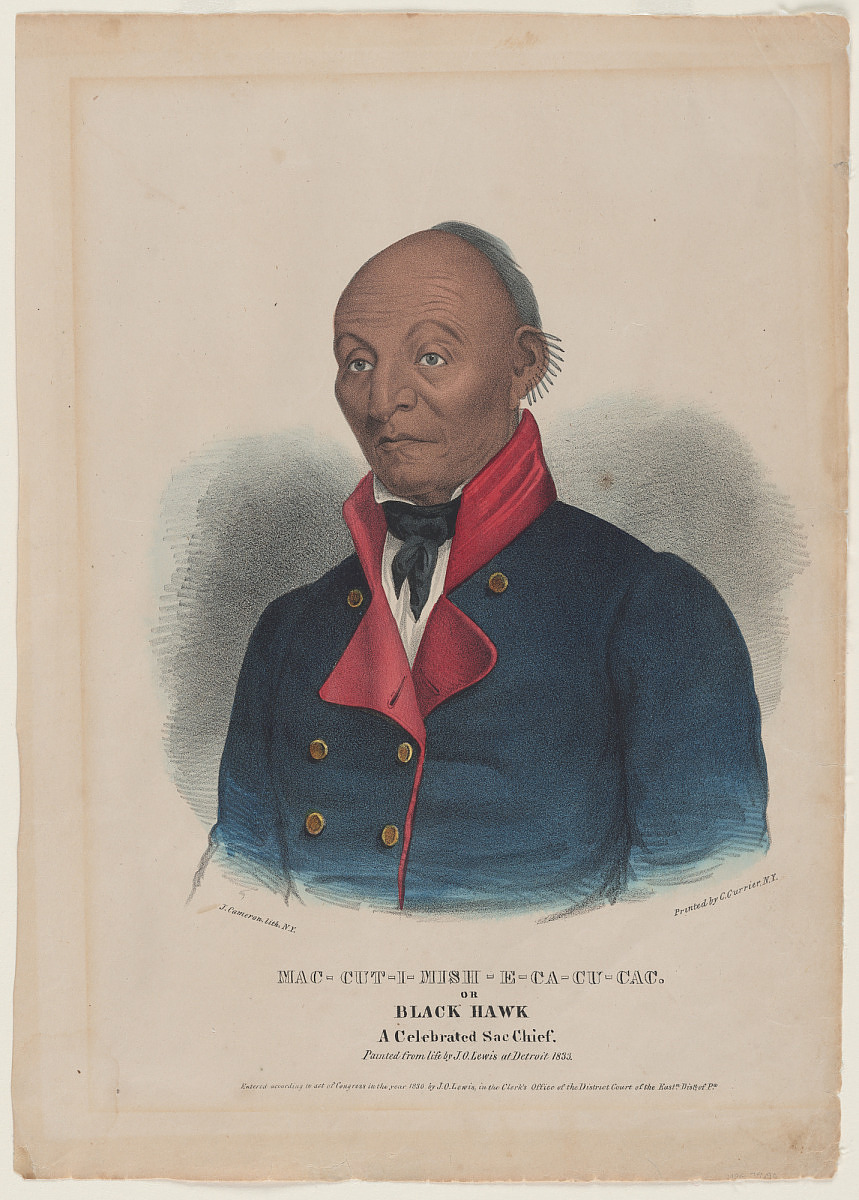 J. Cameron, lith, N.Y.
Printed by C. Currier, N.Y.
MAC-CUT-I-MISH-E-CA-CU-CAC.
OR
BLACK HAWK
A Celebrated Sac Chief.
Painted from life by J.O. Lewis at Detroit 1833.
Entered according to act of Congress in the year 1836 by J.O. Lewis, in the Clerk's Office of the District Court of the Eastn. Distt. of Pa.